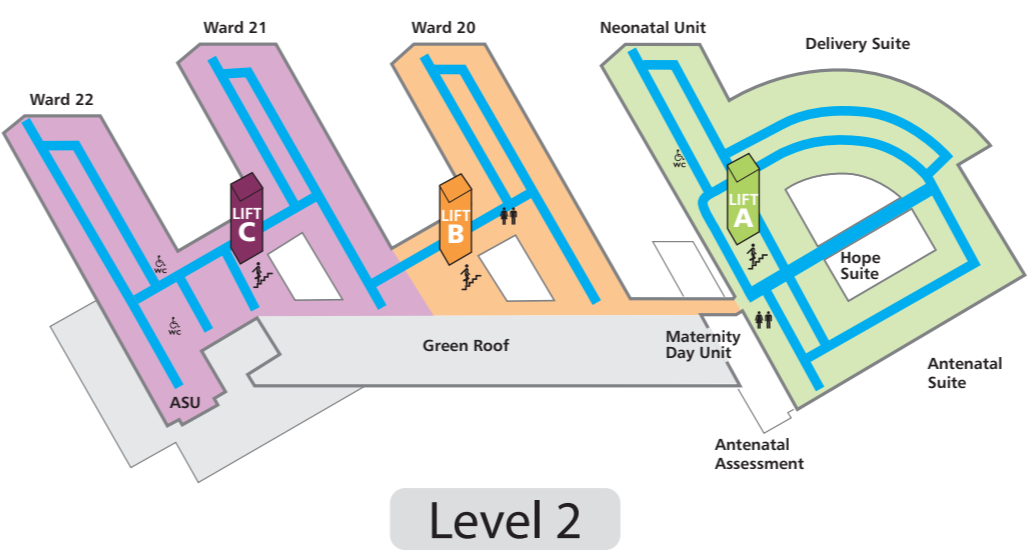 Ward 21
Ward 20
Neonatal Unit
Delivery Suite
Ward 22
WC
LIFT
C
LIFT
B
LIFT
A
WC
WC
Hope
Suite
Green Roof
Maternity
Day Unit
Antenatal
Suite
ASU
Antenatal
Assessment
Level 2